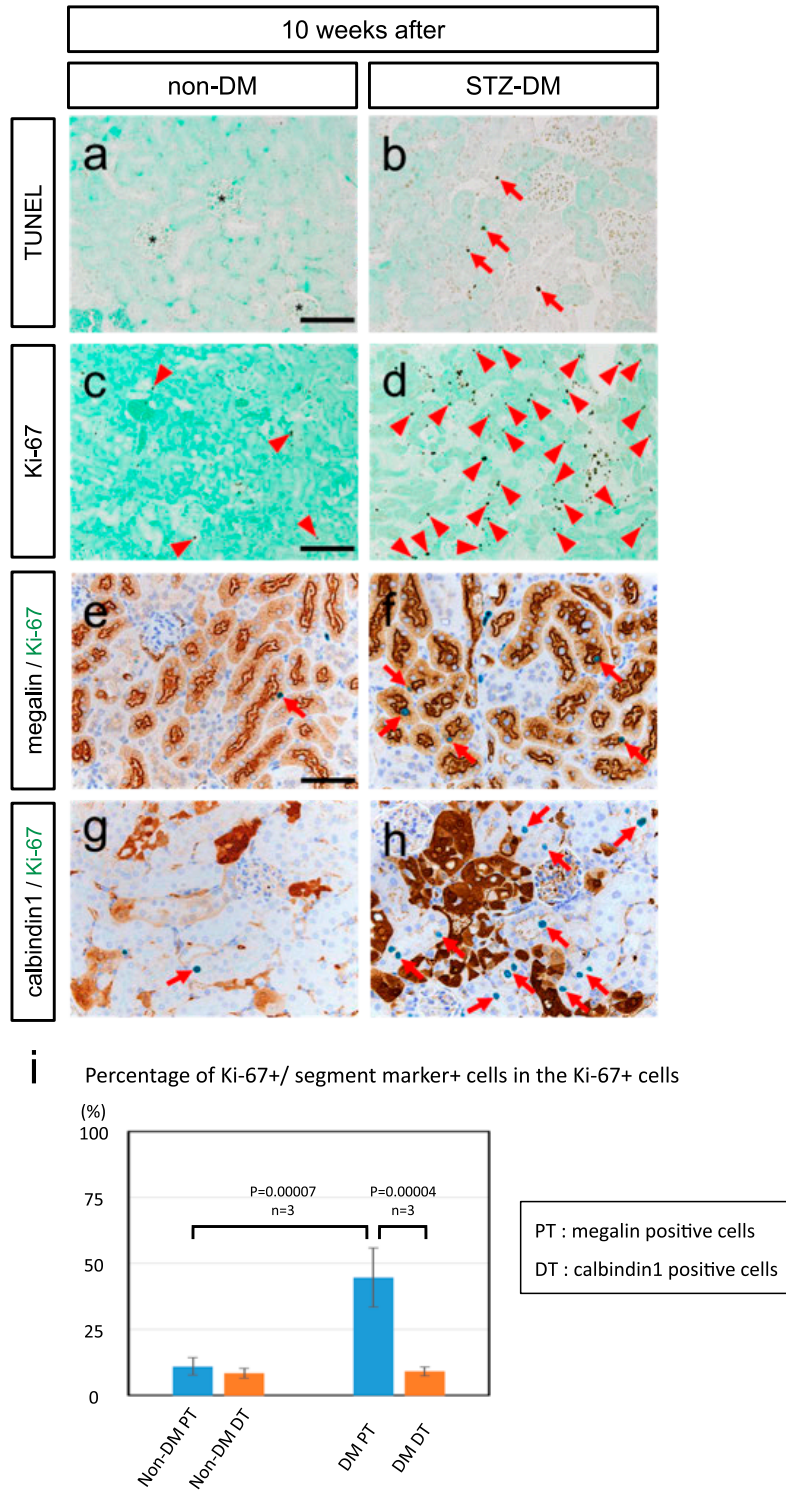 10 weeks after
non-DM
STZ-DM
TUNEL
a
*
*
*
b
Ki-67
c
d
megalin / Ki-67
e
f
calbindin1 / Ki-67
g
h
i
Percentage of Ki-67+/ segment marker+ cells in the Ki-67+ cells
(%)
100
75
50
25
0
P=0.00007
n=3
P=0.00004
n=3
Non-DM PT
Non-DM DT
DM PT
DM DT
PT : megalin positive cells
DT : calbindin1 positive cells